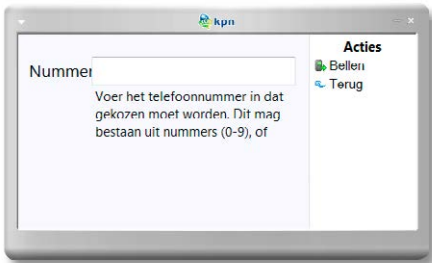 kpn
Nummer
Voer het telefoonnummer in dat
gekozen moet worden. Dit mag
bestaan uit nummers (0-9), of
Acties
Bellen
Terug